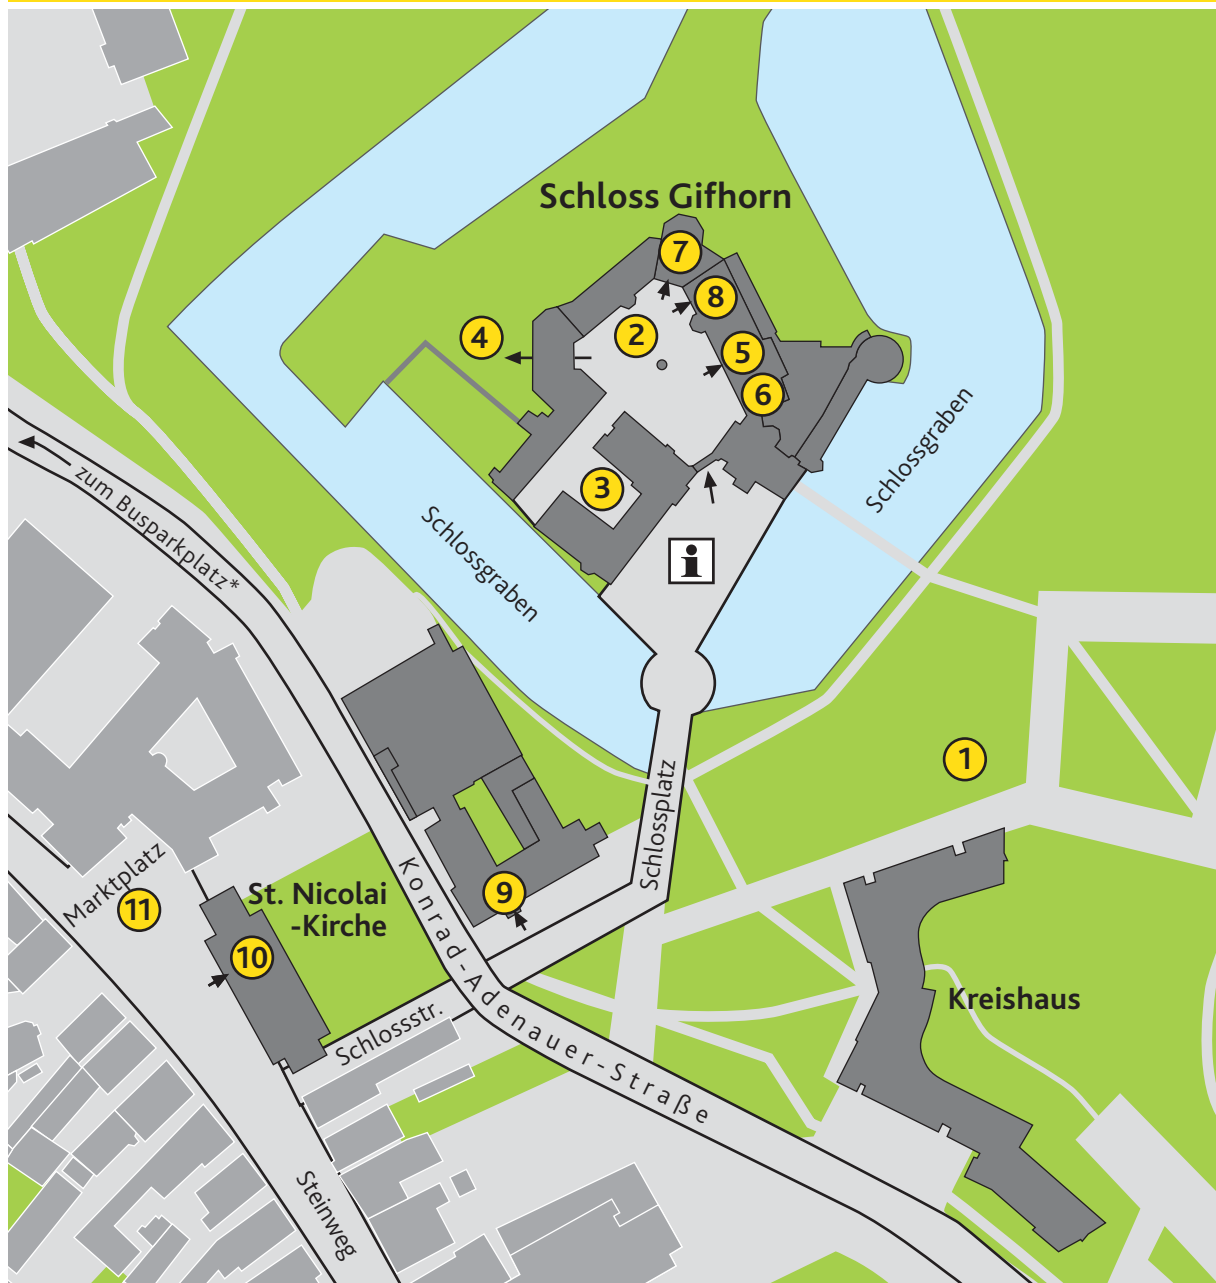 Schloss Gifhorn
7
8
2
4
5
6
Schlossgraben
3
Schlossgraben
zum Busparkplatz*
i
1
Schlossplatz
Marktplatz
11
St. Nicolai
-Kirche
9
10
Konrad-Adenauer-Straße
Kreishaus
Schlossstr.
Steinweg